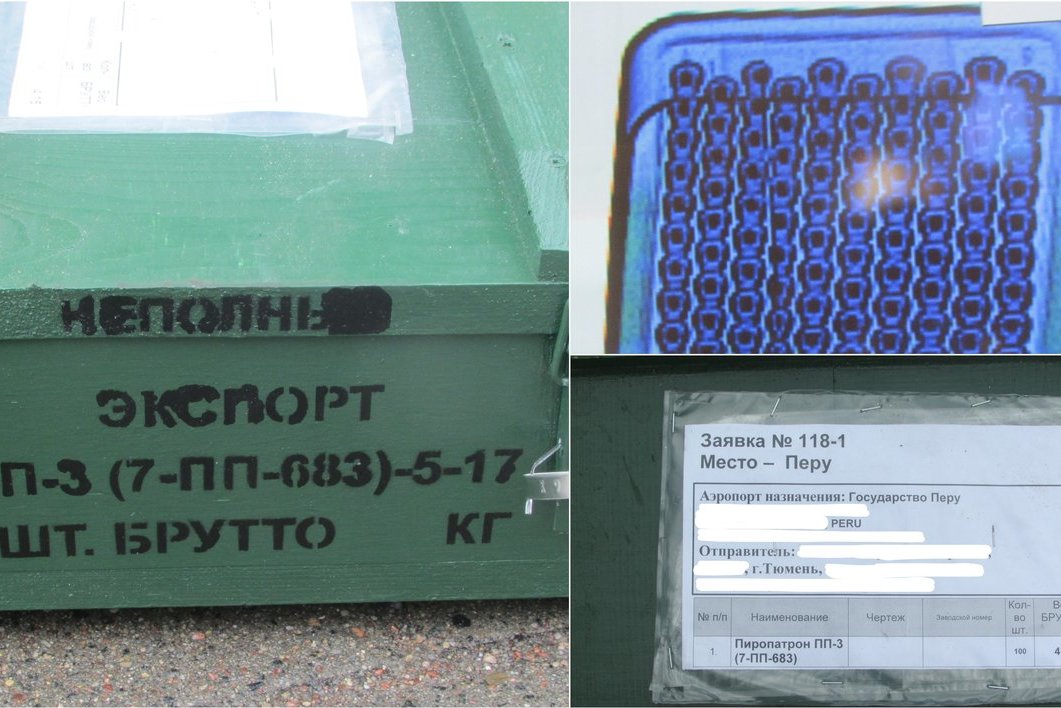 НЕПОЛНЫ
ЭКСПОРТ
ПП-3 (7-ПП-683)-5-17
ШТ. БРУТТО КГ
Заявка № 118-1
Место – Перу
Аэропорт назначения: Государство Перу
PERU
Отправитель:
, г.Тюмень,
№ п/п Наименование Чертеж Заводской номер Кол-во шт.
1. Пиропатрон ПП-3 100
(7-ПП-683)